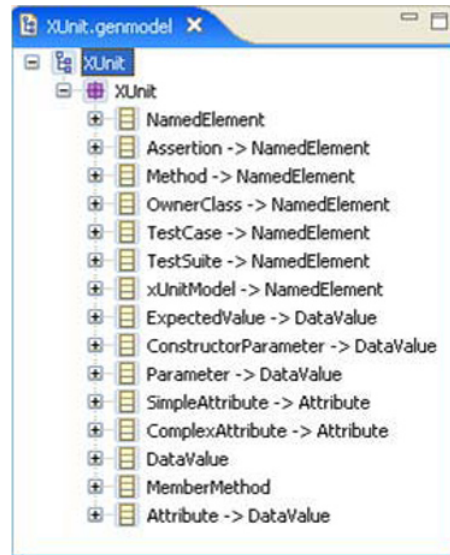 XUnit.genmodel
XUnit
XUnit
NamedElement
Assertion -> NamedElement
Method -> NamedElement
OwnerClass -> NamedElement
TestCase -> NamedElement
TestSuite -> NamedElement
xUnitModel -> NamedElement
ExpectedValue -> DataValue
ConstructorParameter -> DataValue
Parameter -> DataValue
SimpleAttribute -> Attribute
ComplexAttribute -> Attribute
DataValue
MemberMethod
Attribute -> DataValue